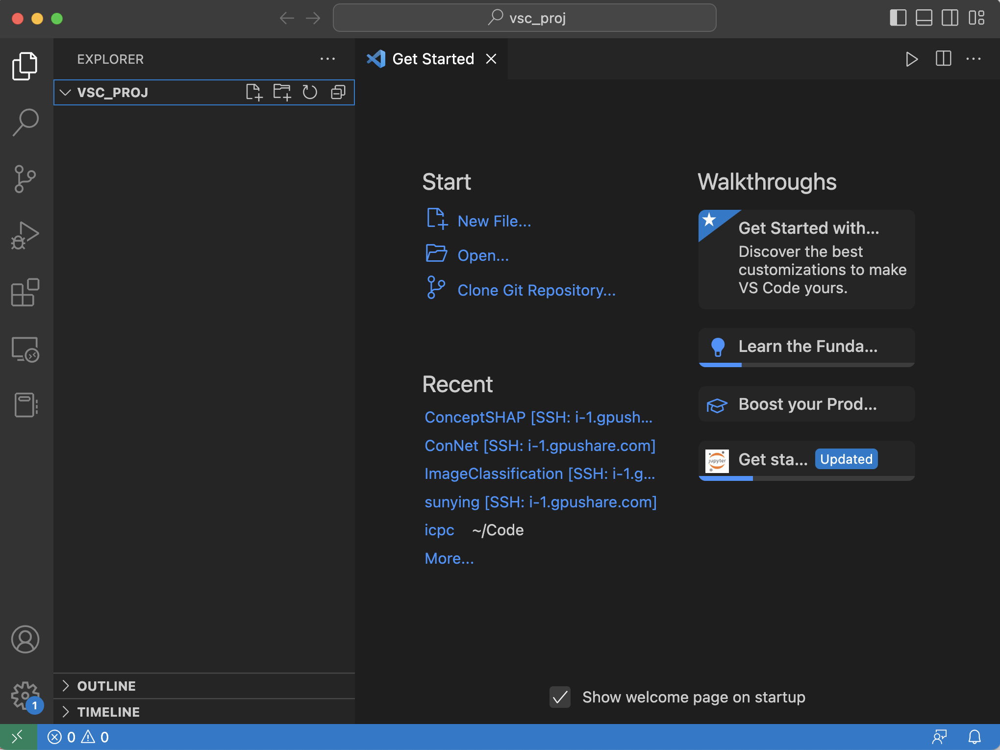 vsc_proj
EXPLORER
Get Started
VSC_PROJ
Start
New File...
Open...
Clone Git Repository...
Recent
ConceptSHAP [SSH: i-1.gpush...
ConNet [SSH: i-1.gpushare.com]
ImageClassification [SSH: i-1.g...
sunying [SSH: i-1.gpushare.com]
icpc ~/Code
More...
Walkthroughs
Get Started with...
Discover the best
customizations to make
VS Code yours.
Learn the Funda...
Boost your Prod...
jupyter
Get sta... Updated
Show welcome page on startup
OUTLINE
TIMELINE
1
0 0